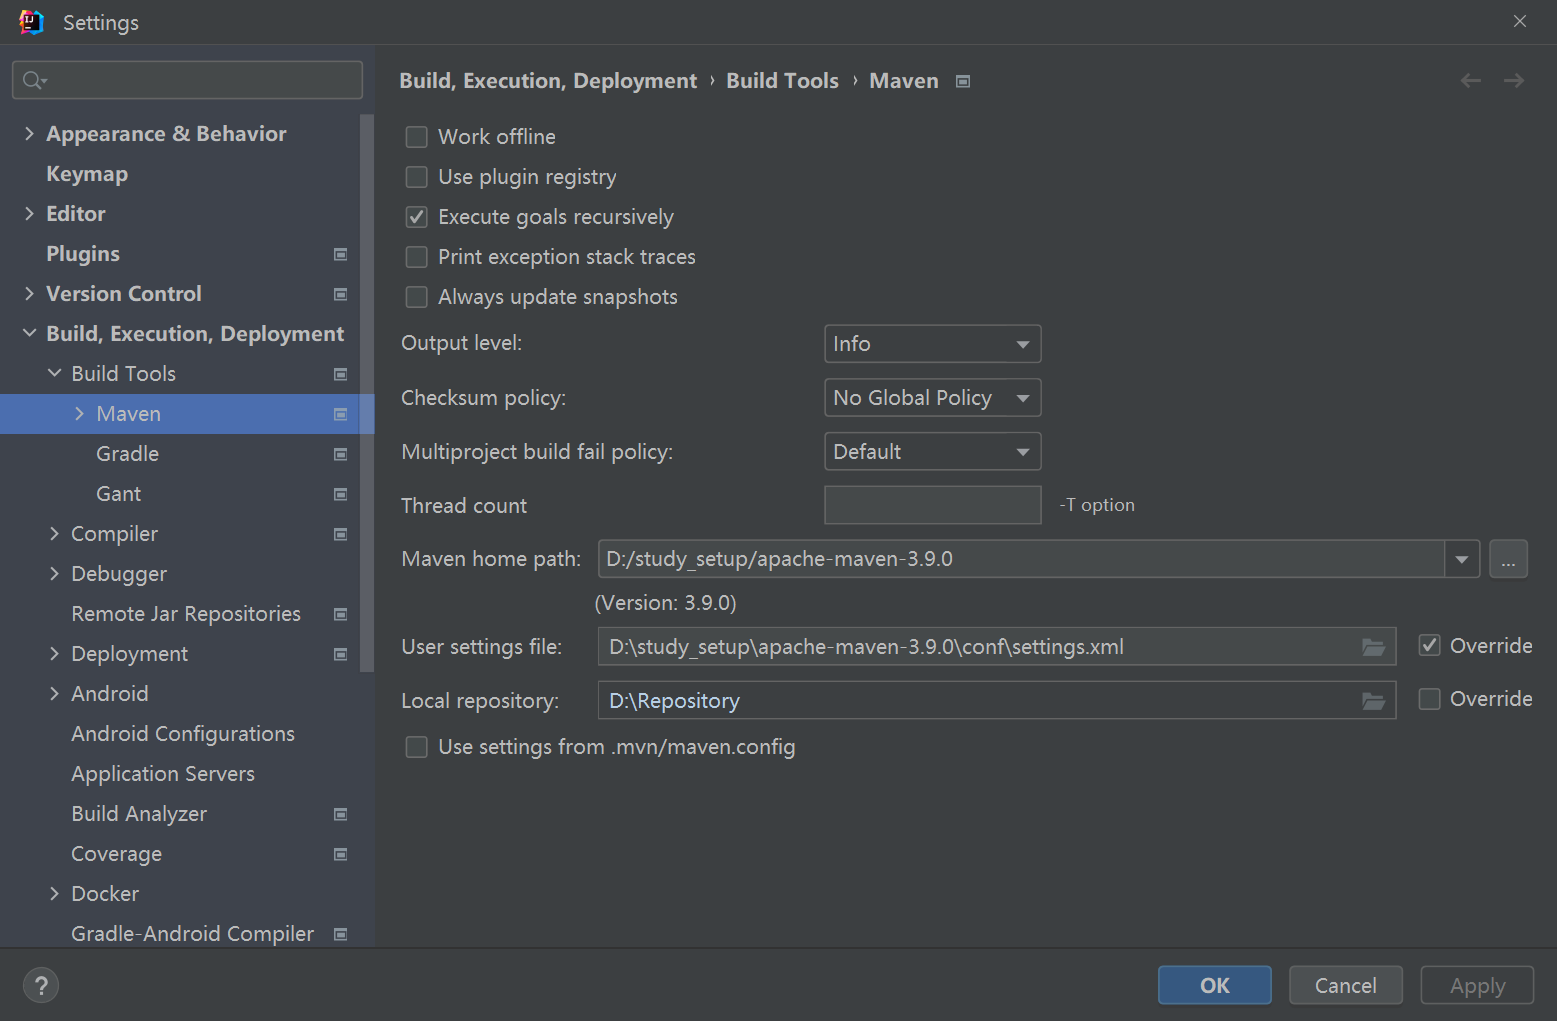 Settings
Appearance & Behavior
Keymap
Editor
Plugins
Version Control
Build, Execution, Deployment
Build Tools
Maven
Gradle
Gant
Compiler
Debugger
Remote Jar Repositories
Deployment
Android
Android Configurations
Application Servers
Build Analyzer
Coverage
Docker
Gradle-Android Compiler
Build, Execution, Deployment › Build Tools › Maven
Work offline
Use plugin registry
Execute goals recursively
Print exception stack traces
Always update snapshots
Output level: Info
Checksum policy: No Global Policy
Multiproject build fail policy: Default
Thread count -T option
Maven home path: D:/study_setup/apache-maven-3.9.0 ...
(Version: 3.9.0)
User settings file: D:\study_setup\apache-maven-3.9.0\conf\settings.xml Override
Local repository: D:\Repository Override
Use settings from .mvn/maven.config
? OK Cancel Apply